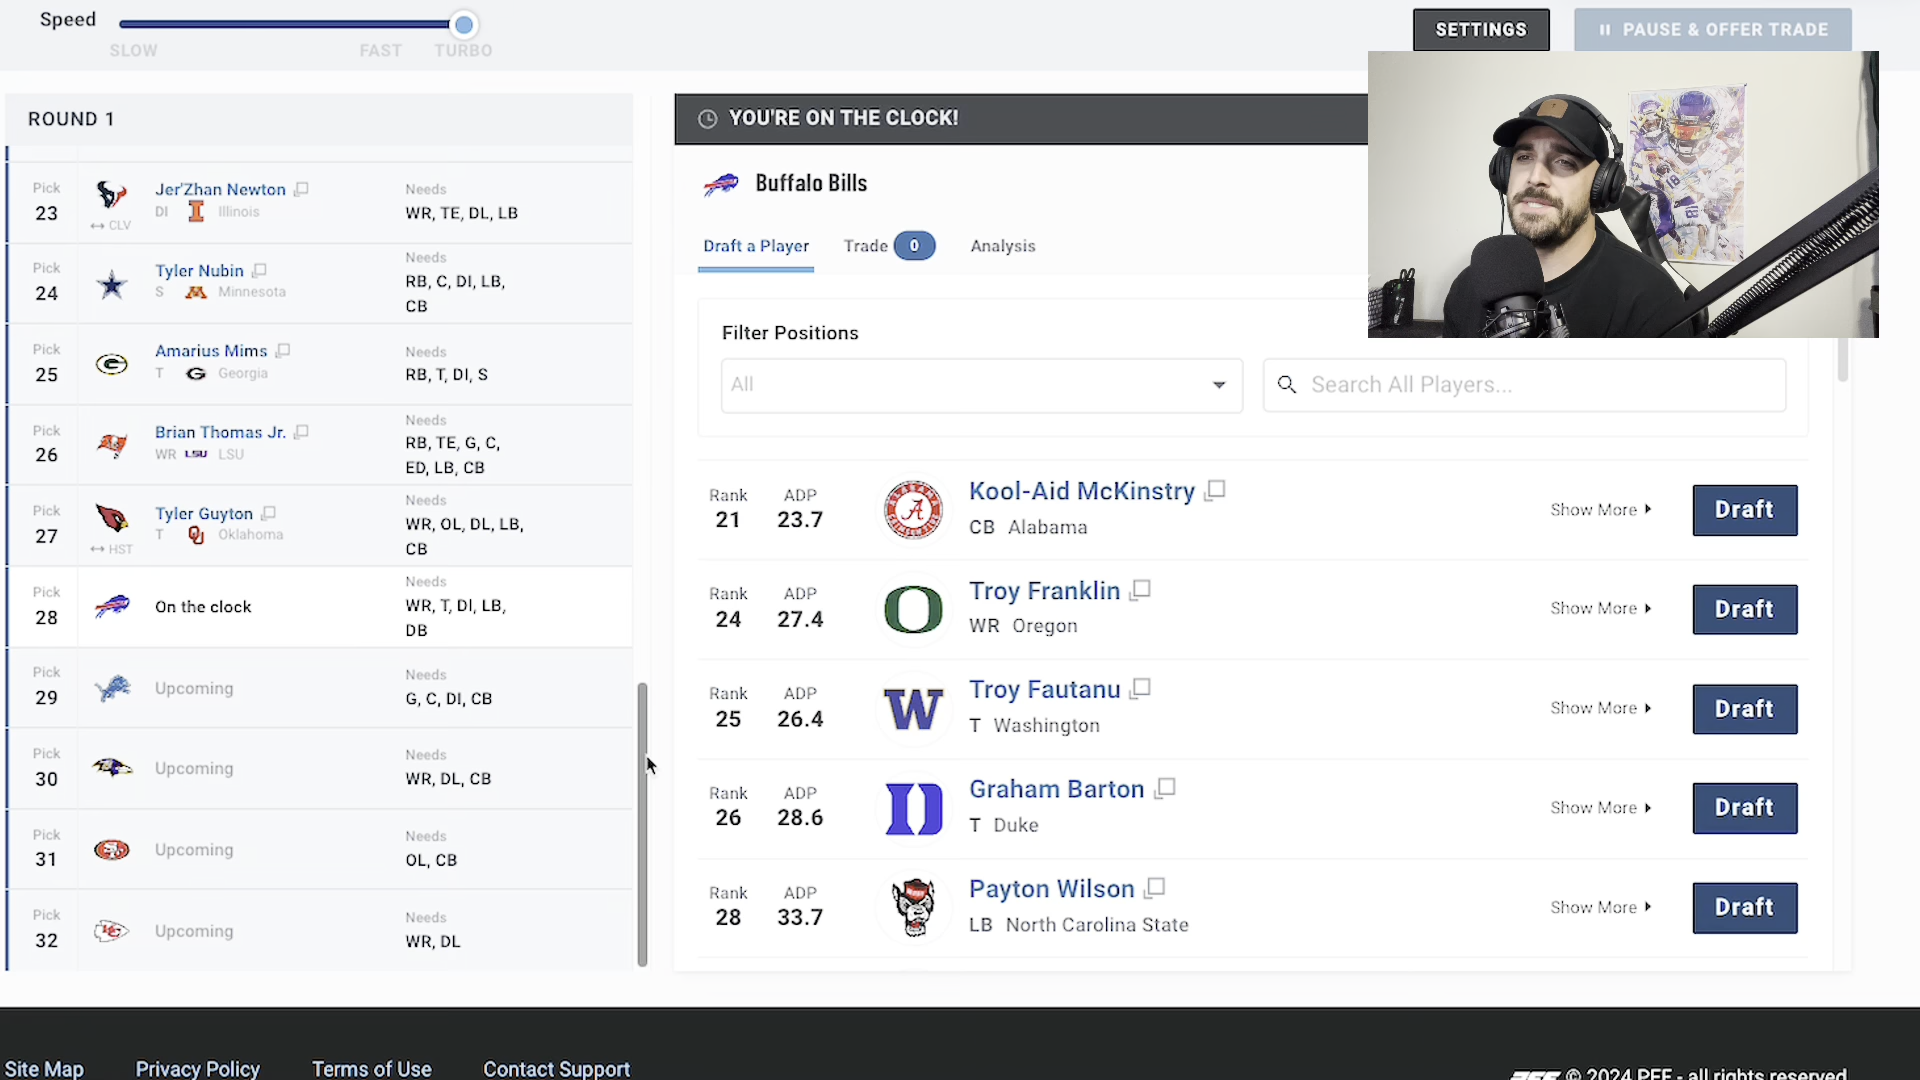 Speed
SLOW FAST TURBO
SETTINGS
PAUSE & OFFER TRADE
ROUND 1
Pick 23
↔ CLV
Jer'Zhan Newton
DI Illinois
Needs
WR, TE, DL, LB
Pick 24
Tyler Nubin
S Minnesota
Needs
RB, C, DI, LB,
CB
Pick 25
Amarius Mims
T Georgia
Needs
RB, T, DI, S
Pick 26
Brian Thomas Jr.
WR LSU LSU
Needs
RB, TE, G, C,
ED, LB, CB
Pick 27
↔ HST
Tyler Guyton
T Oklahoma
Needs
WR, OL, DL, LB,
CB
Pick 28
On the clock
Needs
WR, T, DI, LB,
DB
Pick 29
Upcoming
Needs
G, C, DI, CB
Pick 30
Upcoming
Needs
WR, DL, CB
Pick 31
Upcoming
Needs
OL, CB
Pick 32
Upcoming
Needs
WR, DL
YOU'RE ON THE CLOCK!
Buffalo Bills
Draft a Player Trade 0 Analysis
Filter Positions
All
Search All Players...
Rank 21 ADP 23.7
Kool-Aid McKinstry
CB Alabama
Show More
Draft
Rank 24 ADP 27.4
Troy Franklin
WR Oregon
Show More
Draft
Rank 25 ADP 26.4
Troy Fautanu
T Washington
Show More
Draft
Rank 26 ADP 28.6
Graham Barton
T Duke
Show More
Draft
Rank 28 ADP 33.7
Payton Wilson
LB North Carolina State
Show More
Draft
Site Map Privacy Policy Terms of Use Contact Support
PFF © 2024 PFF - all rights reserved